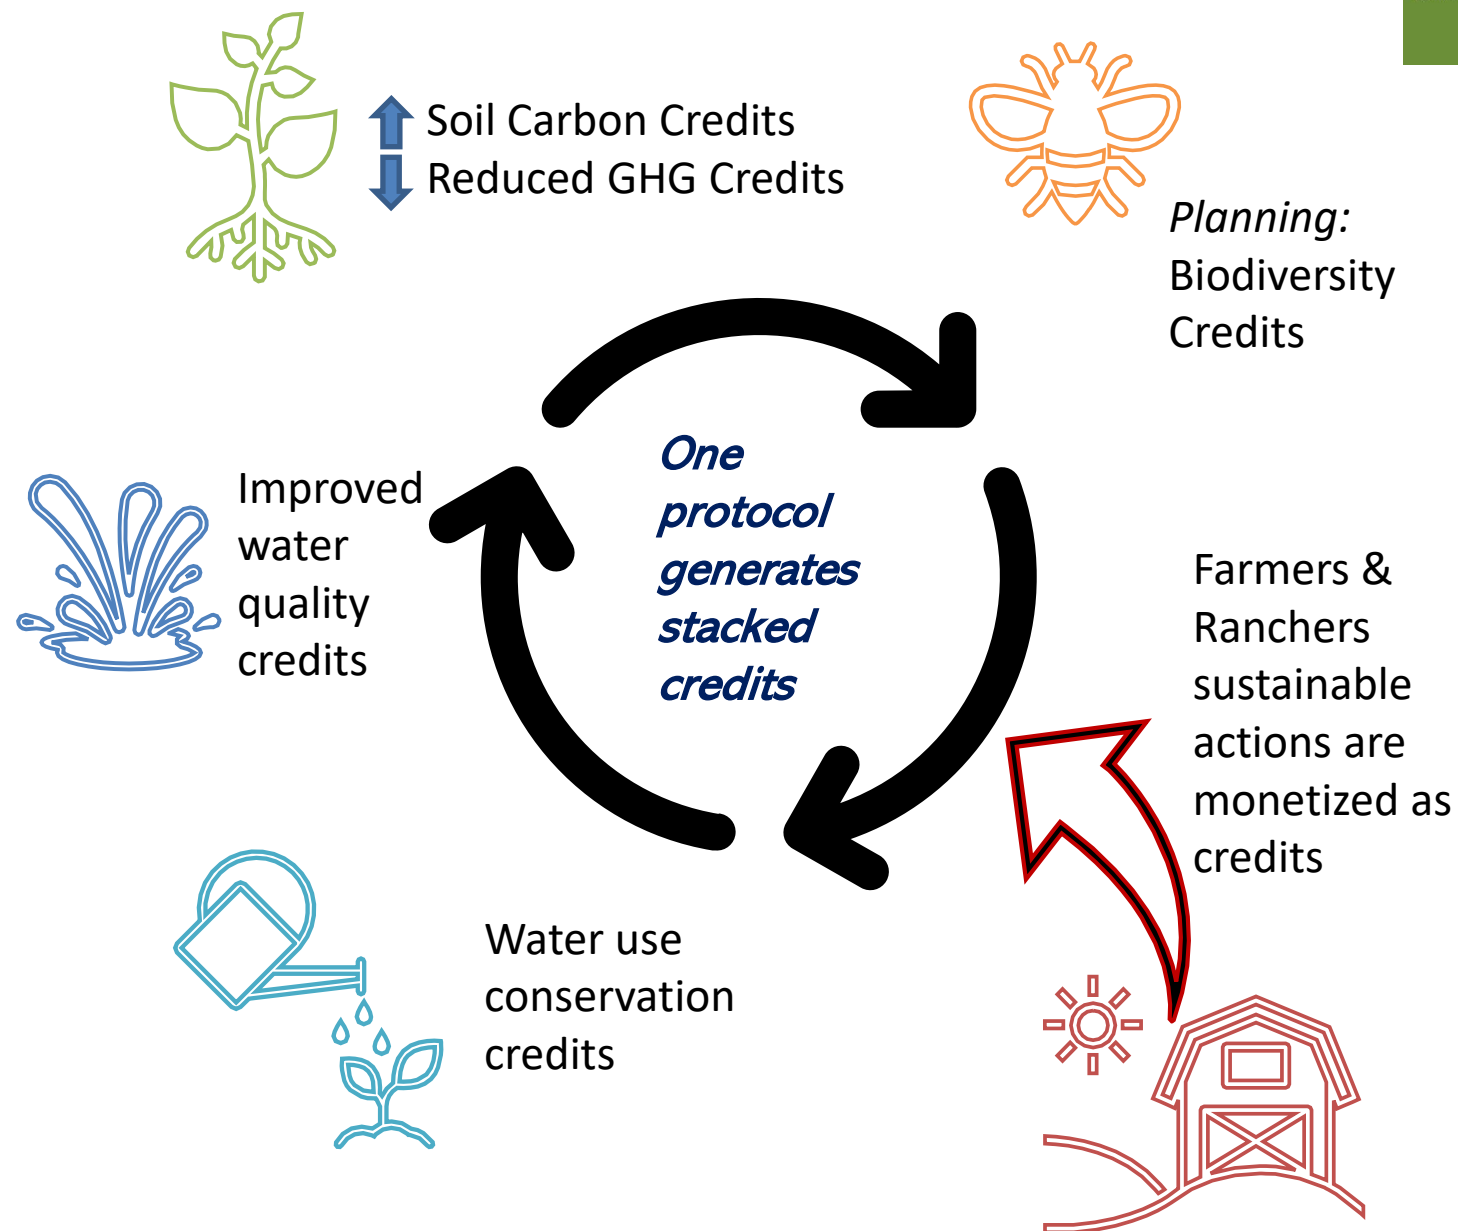 Soil Carbon Credits
Reduced GHG Credits
Planning:
Biodiversity
Credits
One
protocol
generates
stacked
credits
Improved
water
quality
credits
Farmers &
Ranchers
sustainable
actions are
monetized as
credits
Water use
conservation
credits